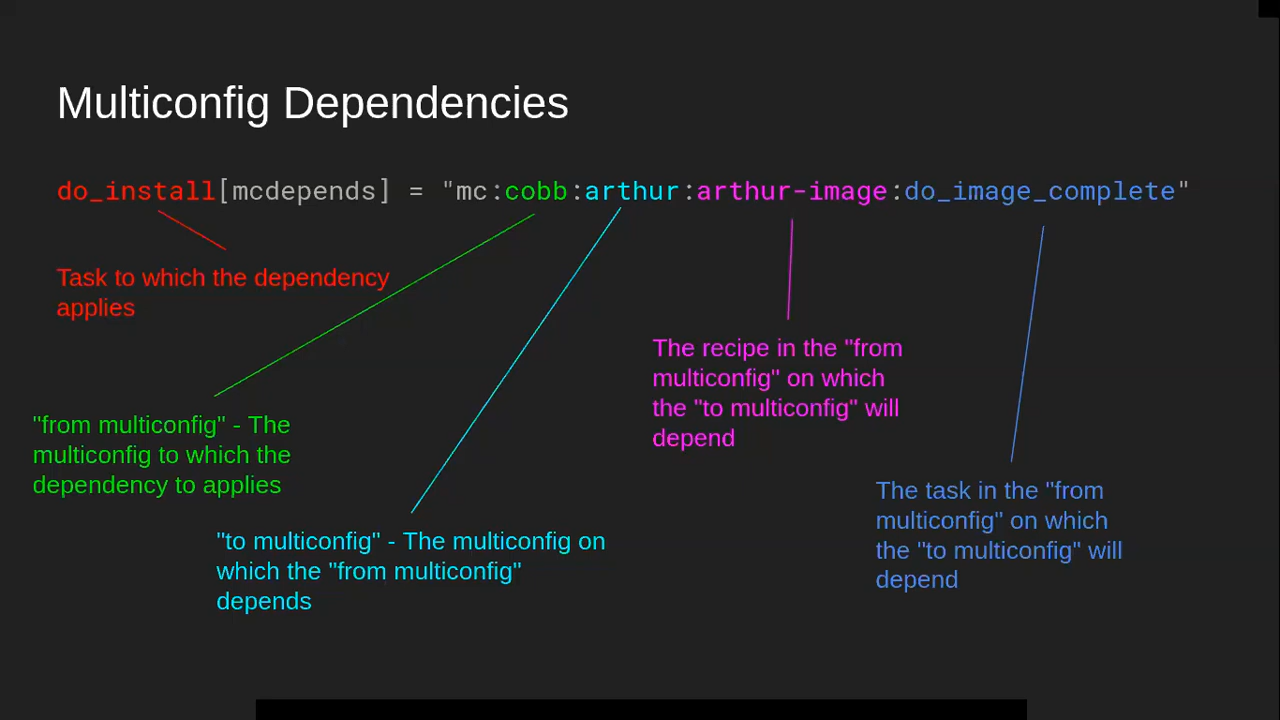 Multiconfig Dependencies
do_install[mcdepends] = "mc:cobb:arthur:arthur-image:do_image_complete"
Task to which the dependency
applies
"from multiconfig" - The
multiconfig to which the
dependency to applies
"to multiconfig" - The multiconfig on
which the "from multiconfig"
depends
The recipe in the "from
multiconfig" on which
the "to multiconfig" will
depend
The task in the "from
multiconfig" on which
the "to multiconfig" will
depend